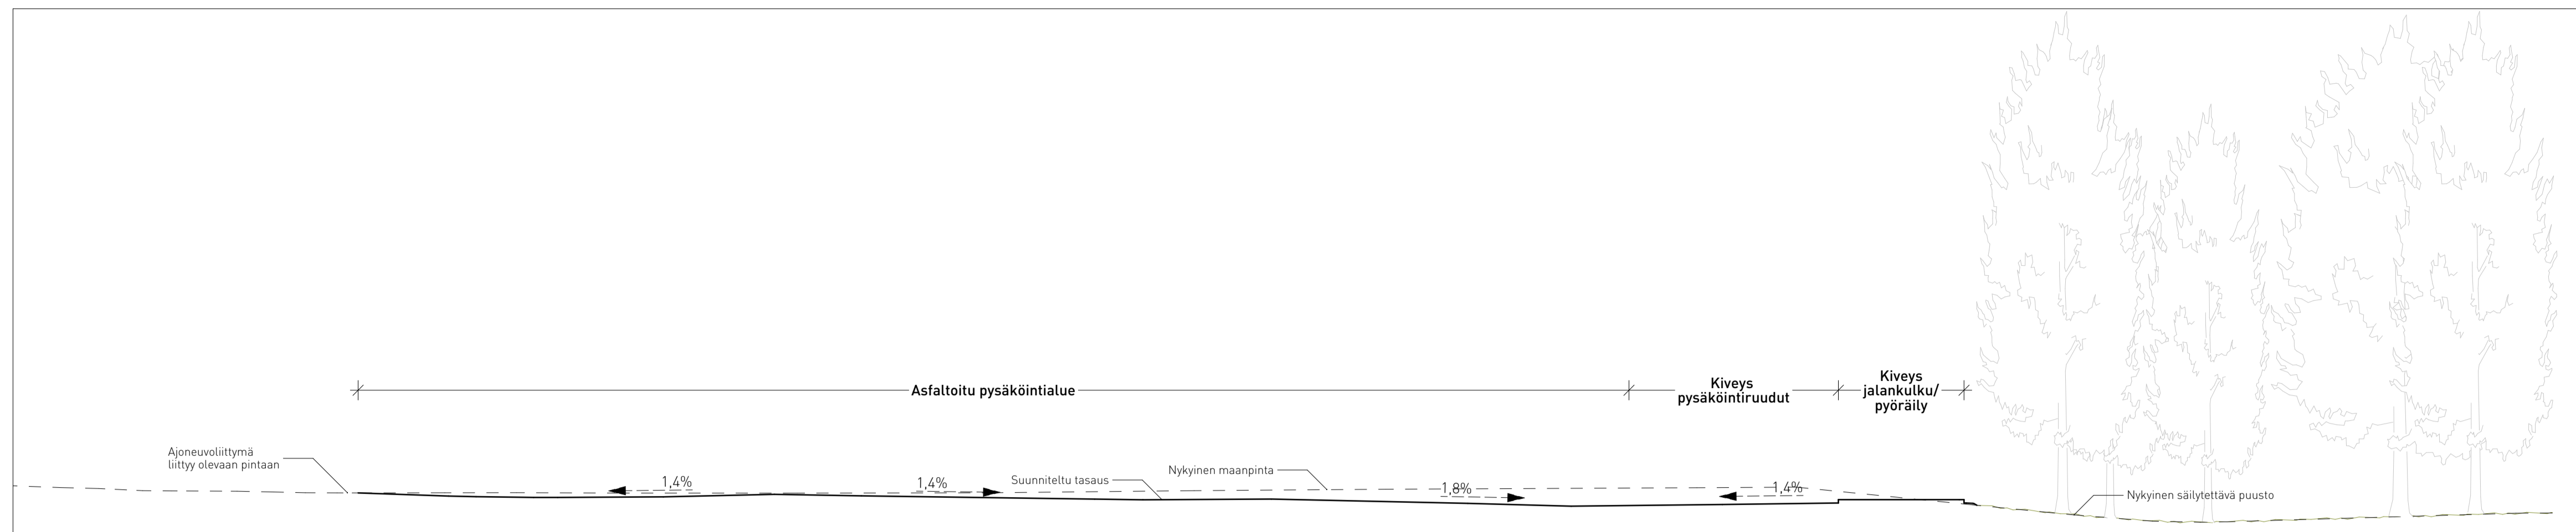 Asfaltoitu pysäköintialue
Kiveys
pysäköintiruudut
Kiveys
jalankulku/
pyöräily
Ajoneuvoliittymä
liittyy olevaan pintaan
1,4%
1,4%
Suunniteltu tasaus
Nykyinen maanpinta
1,8%
1,4%
Nykyinen säilytettävä puusto